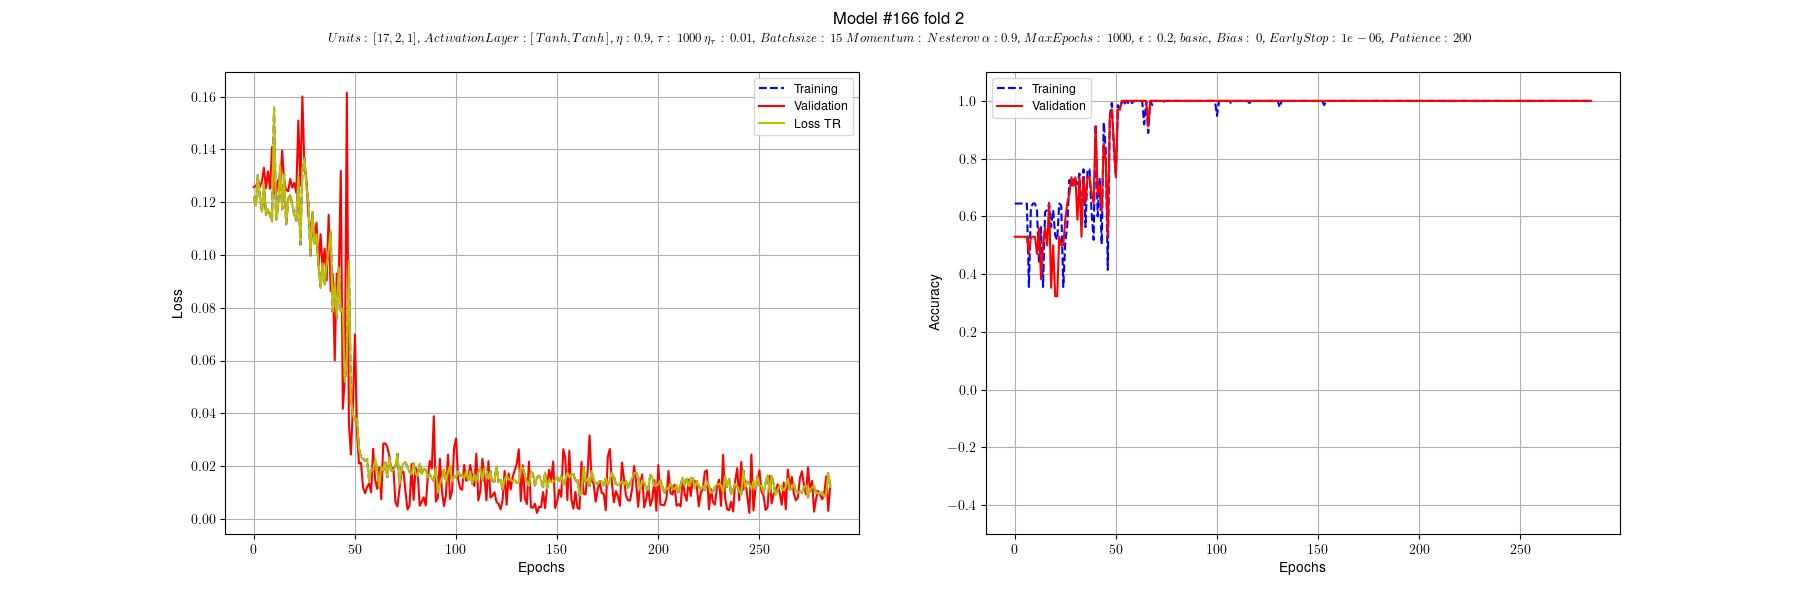 Model #166 fold 2
Units : [17, 2, 1], ActivationLayer : [Tanh, Tanh], η : 0.9, τ : 1000 ητ : 0.01, Batchsize : 15 Momentum : Nesterov α : 0.9, MaxEpochs : 1000, ϵ : 0.2, basic, Bias : 0, EarlyStop : 1e − 06, Patience : 200
Training
Validation
Loss TR
0.16
0.14
0.12
0.10
0.08
0.06
0.04
0.02
0.00
Loss
0 50 100 150 200 250
Epochs
Training
Validation
1.0
0.8
0.6
0.4
0.2
0.0
−0.2
−0.4
Accuracy
0 50 100 150 200 250
Epochs